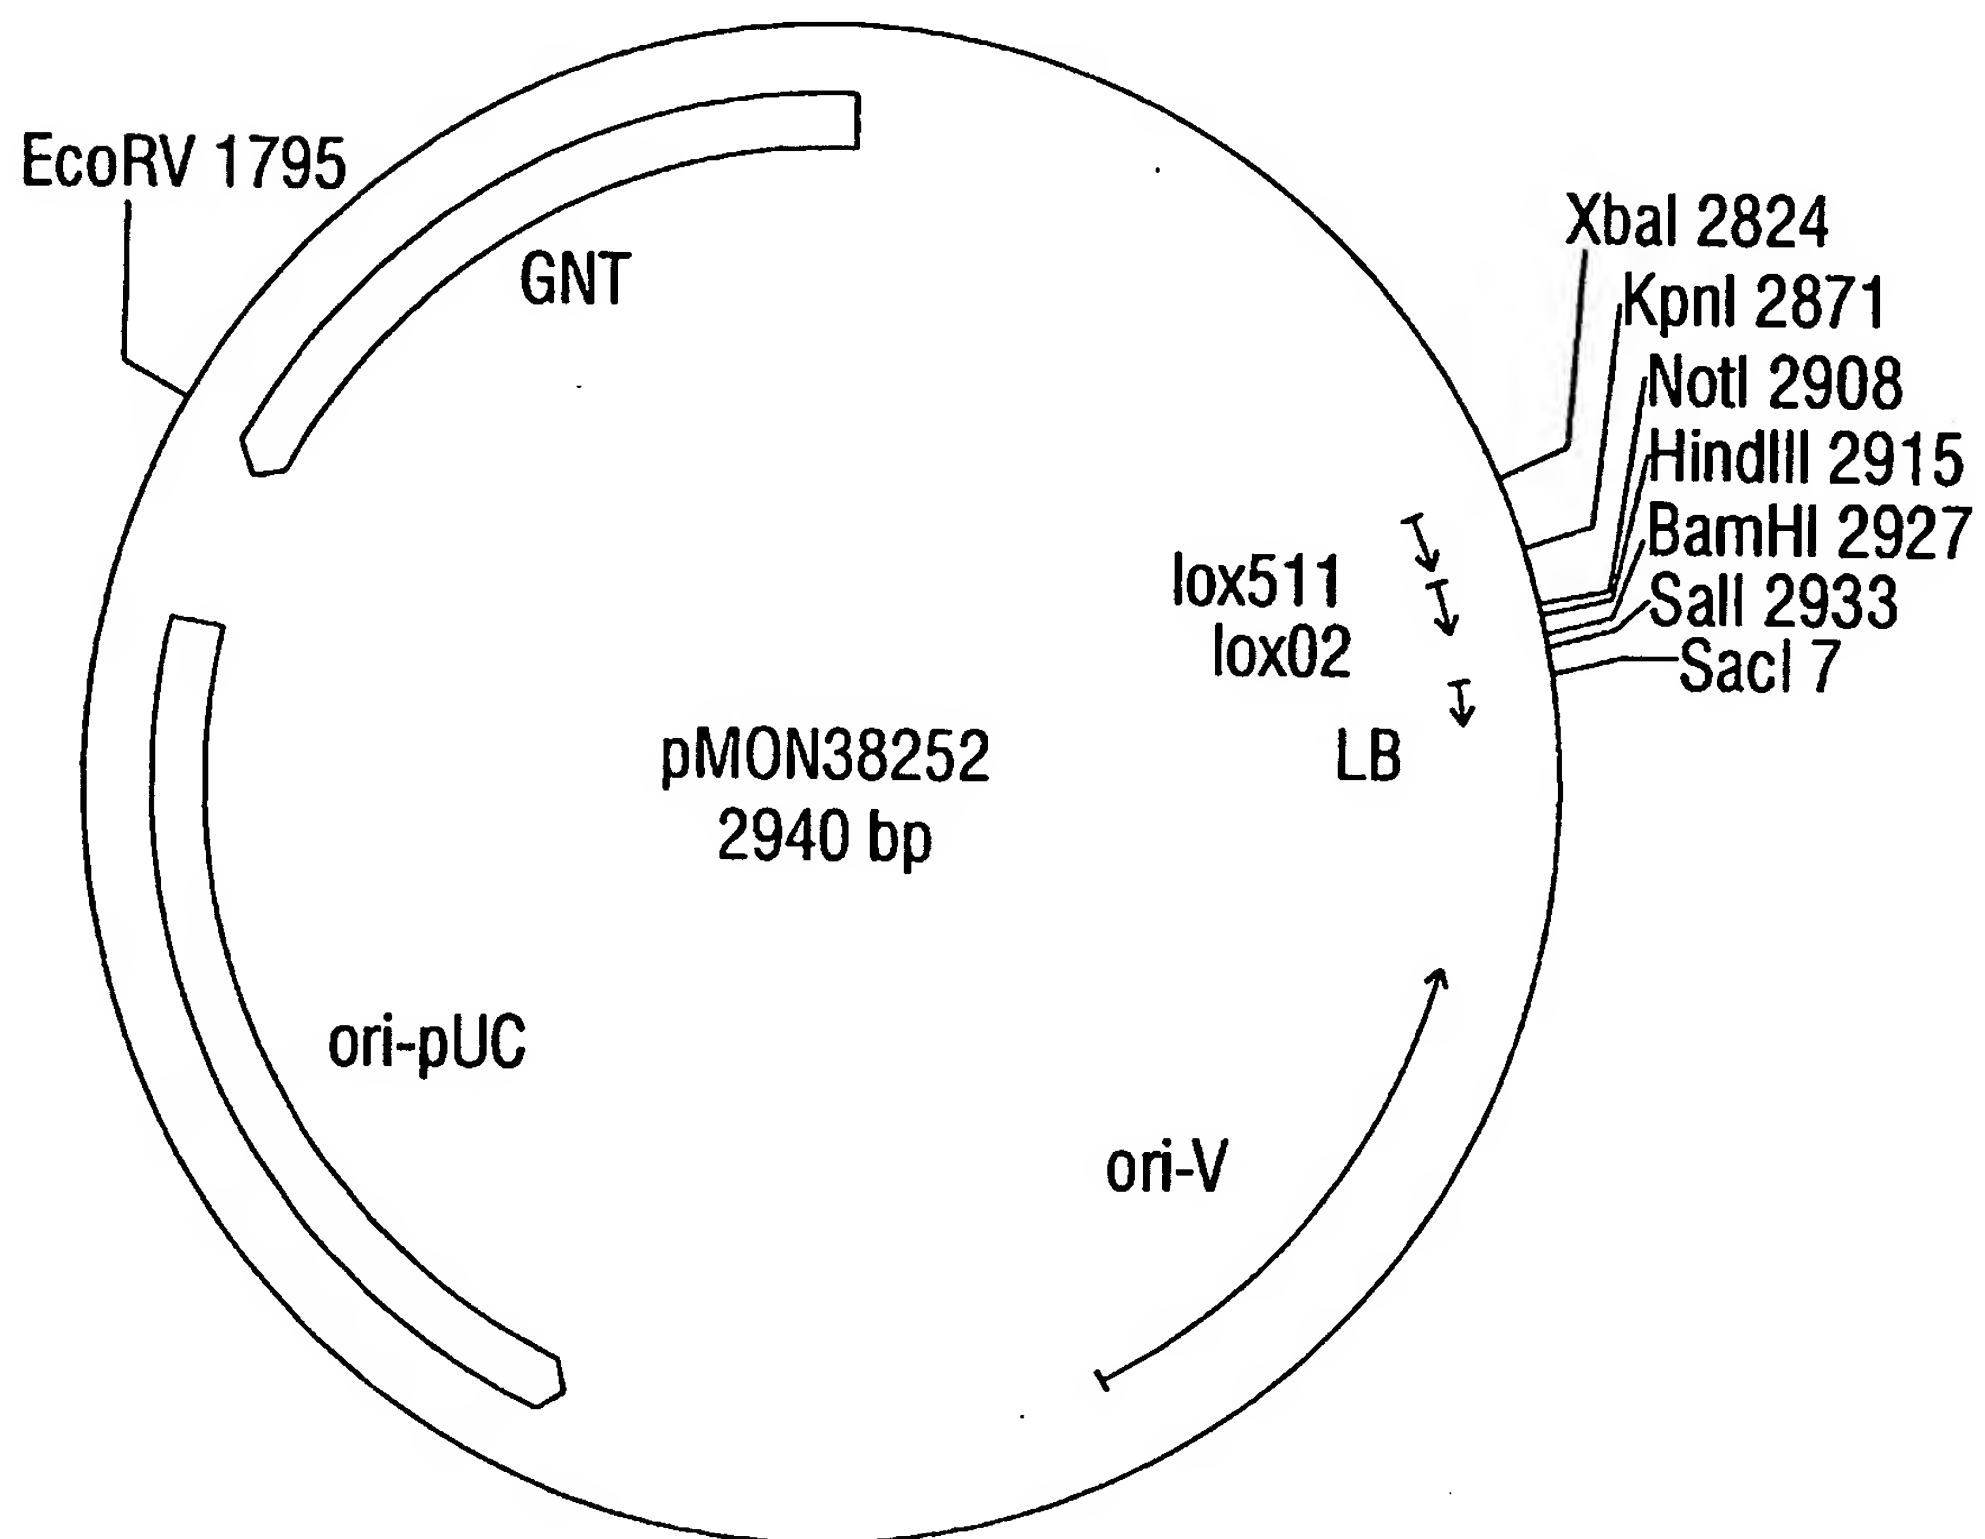 EcoRV 1795
GNT
XbaI 2824
KpnI 2871
NotI 2908
HindIII 2915
BamHI 2927
SalI 2933
SacI 7
lox511
lox02
LB
pMON38252
2940 bp
ori-pUC
ori-V